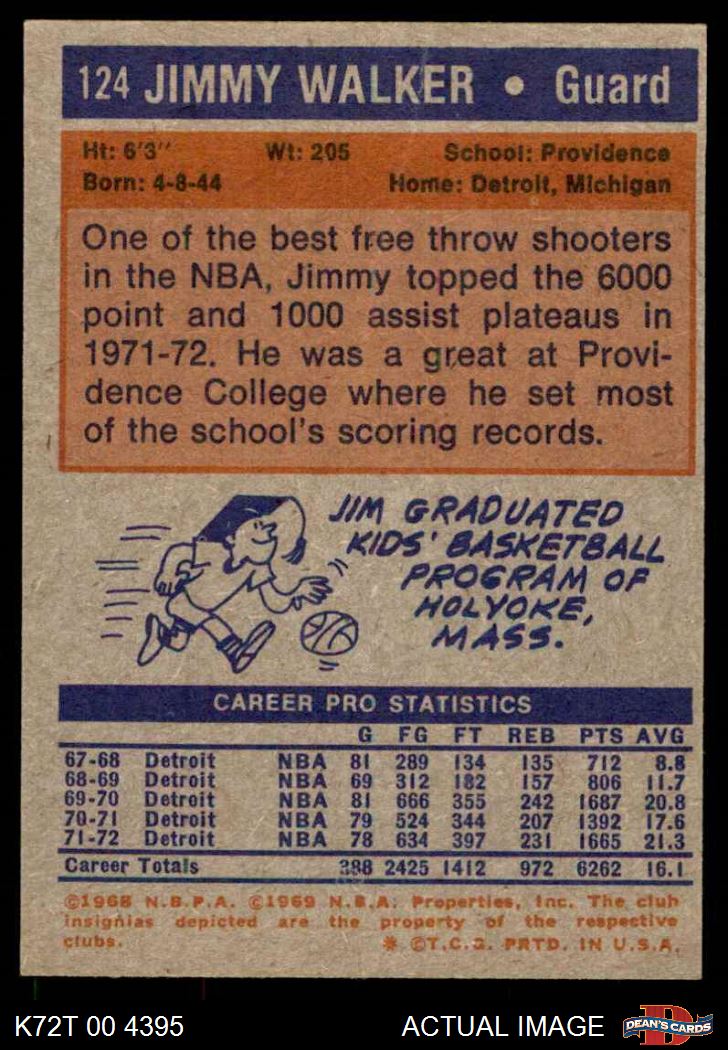 124 JIMMY WALKER • Guard
Ht: 6'3'' Wt: 205 School: Providence
Born: 4-8-44 Home: Detroit, Michigan
One of the best free throw shooters
in the NBA, Jimmy topped the 6000
point and 1000 assist plateaus in
1971-72. He was a great at Provi-
dence College where he set most
of the school's scoring records.
JIM GRADUATED
KIDS' BASKETBALL
PROGRAM OF
HOLYOKE,
MASS.
CAREER PRO STATISTICS
G FG FT REB PTS AVG
67-68 Detroit NBA 81 289 134 135 712 8.8
68-69 Detroit NBA 69 312 182 157 806 11.7
69-70 Detroit NBA 81 666 355 242 1687 20.8
70-71 Detroit NBA 79 524 344 207 1392 17.6
71-72 Detroit NBA 78 634 397 231 1665 21.3
Career Totals 388 2425 1412 972 6262 16.1
©1968 N.B.P.A. ©1969 N.B.A. Properties, Inc. The club
insignias depicted are the property of the respective
clubs. * ©T.C.G. PRTD. IN U.S.A.
K72T 00 4395 ACTUAL IMAGE D DEAN'S CARDS